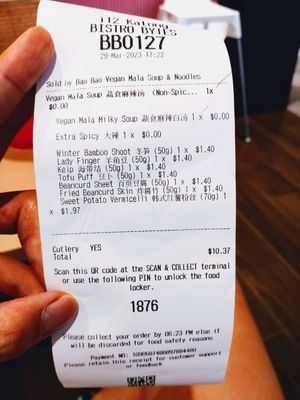 112 Katong
BISTRO BYTES
BB0127
29-Mar-2023 17:22
Sold by Bao Bao Vegan Mala Soup & Noodles
Vegan Mala Soup 蔬食麻辣汤 (Non-Spic... 1x
$0.00
Vegan Mala Milky Soup 蔬食麻辣白汤 1 x $0.00
Extra Spicy 大辣 1 x $0.00
Winter Bamboo Shoot 冬笋 (50g) 1 x $1.40
Lady Finger 羊角豆 (50g) 1 x $1.40
Kelp 海带结 (50g) 1 x $1.40
Tofu Puff 豆卜 (50g) 1 x $1.40
Beancurd Sheet 百页豆腐 (50g) 1 x $1.40
Fried Beancurd Skin 炸腐竹 (50g) 1 x $1.40
Sweet Potato Vermicelli 韩式红薯粉丝 (70g) 1
x $1.97
Cutlery YES
Total $10.37
Scan this QR code at the SCAN & COLLECT terminal
or use the following PIN to unlock the food
locker.
1876
Please collect your order by 06:23 PM else it
will be discarded for food safety reasons
Payment NO:
Please retain this receipt for customer support
or feedback